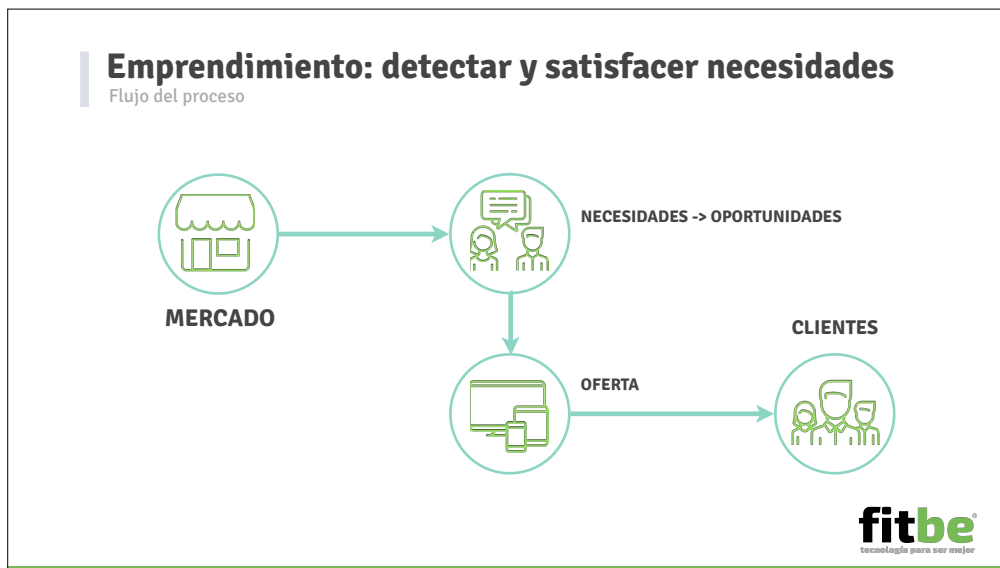 Emprendimiento: detectar y satisfacer necesidades
Flujo del proceso
NECESIDADES -> OPORTUNIDADES
MERCADO
CLIENTES
OFERTA
fitbe®
tecnología para ser mejor